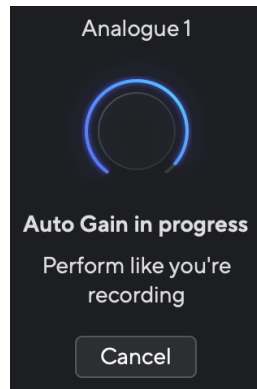 Analogue 1
Auto Gain in progress
Perform like you're
recording
Cancel